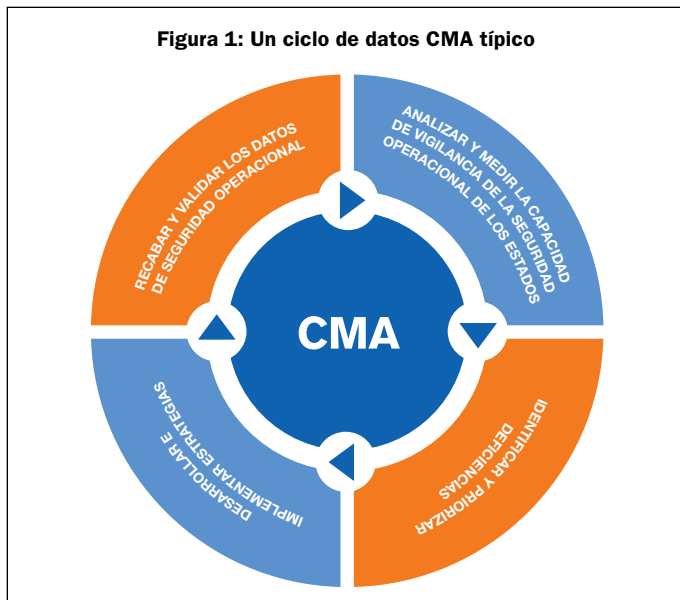 Figura 1: Un ciclo de datos CMA típico
RECABAR Y VALIDAR LOS DATOS
DE SEGURIDAD OPERACIONAL
ANALIZAR Y MEDIR LA CAPACIDAD
DE VIGILANCIA DE LA SEGURIDAD
OPERACIONAL DE LOS ESTADOS
CMA
DESARROLLAR E
IMPLEMENTAR ESTRATEGIAS
IDENTIFICAR Y PRIORIZAR
DEFICIENCIAS